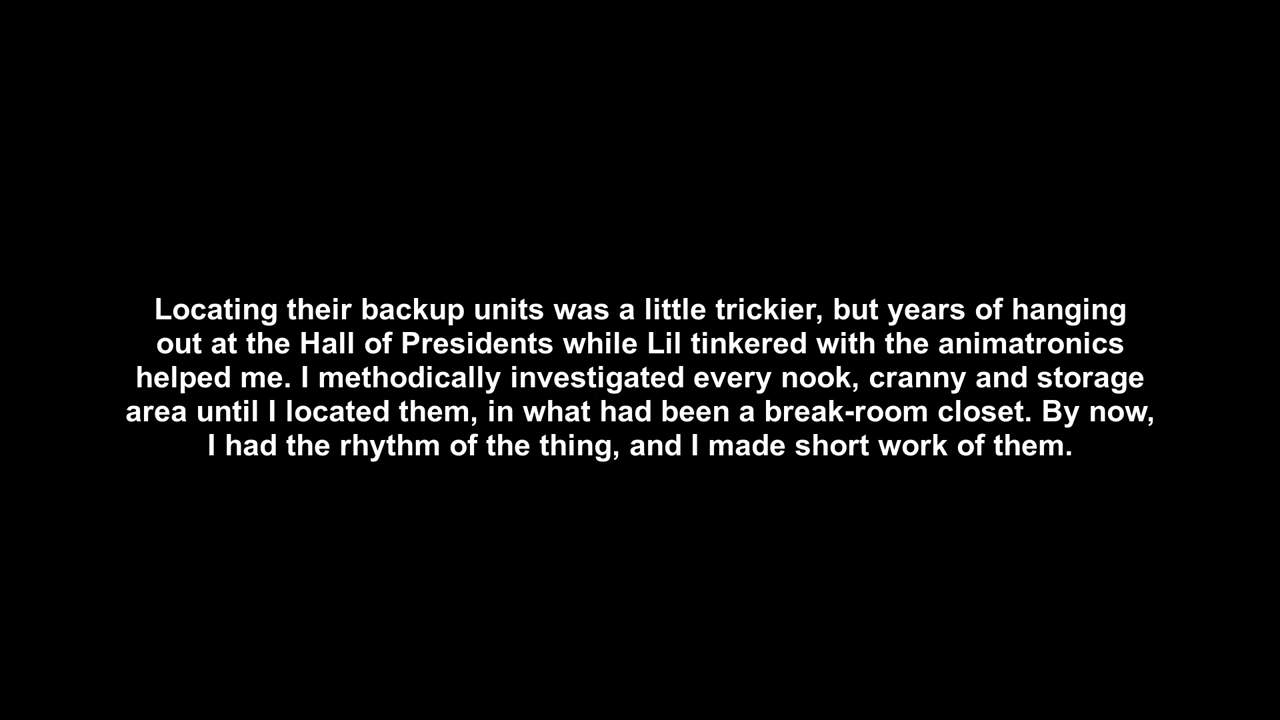 Locating their backup units was a little trickier, but years of hanging
out at the Hall of Presidents while Lil tinkered with the animatronics
helped me. I methodically investigated every nook, cranny and storage
area until I located them, in what had been a break-room closet. By now,
I had the rhythm of the thing, and I made short work of them.